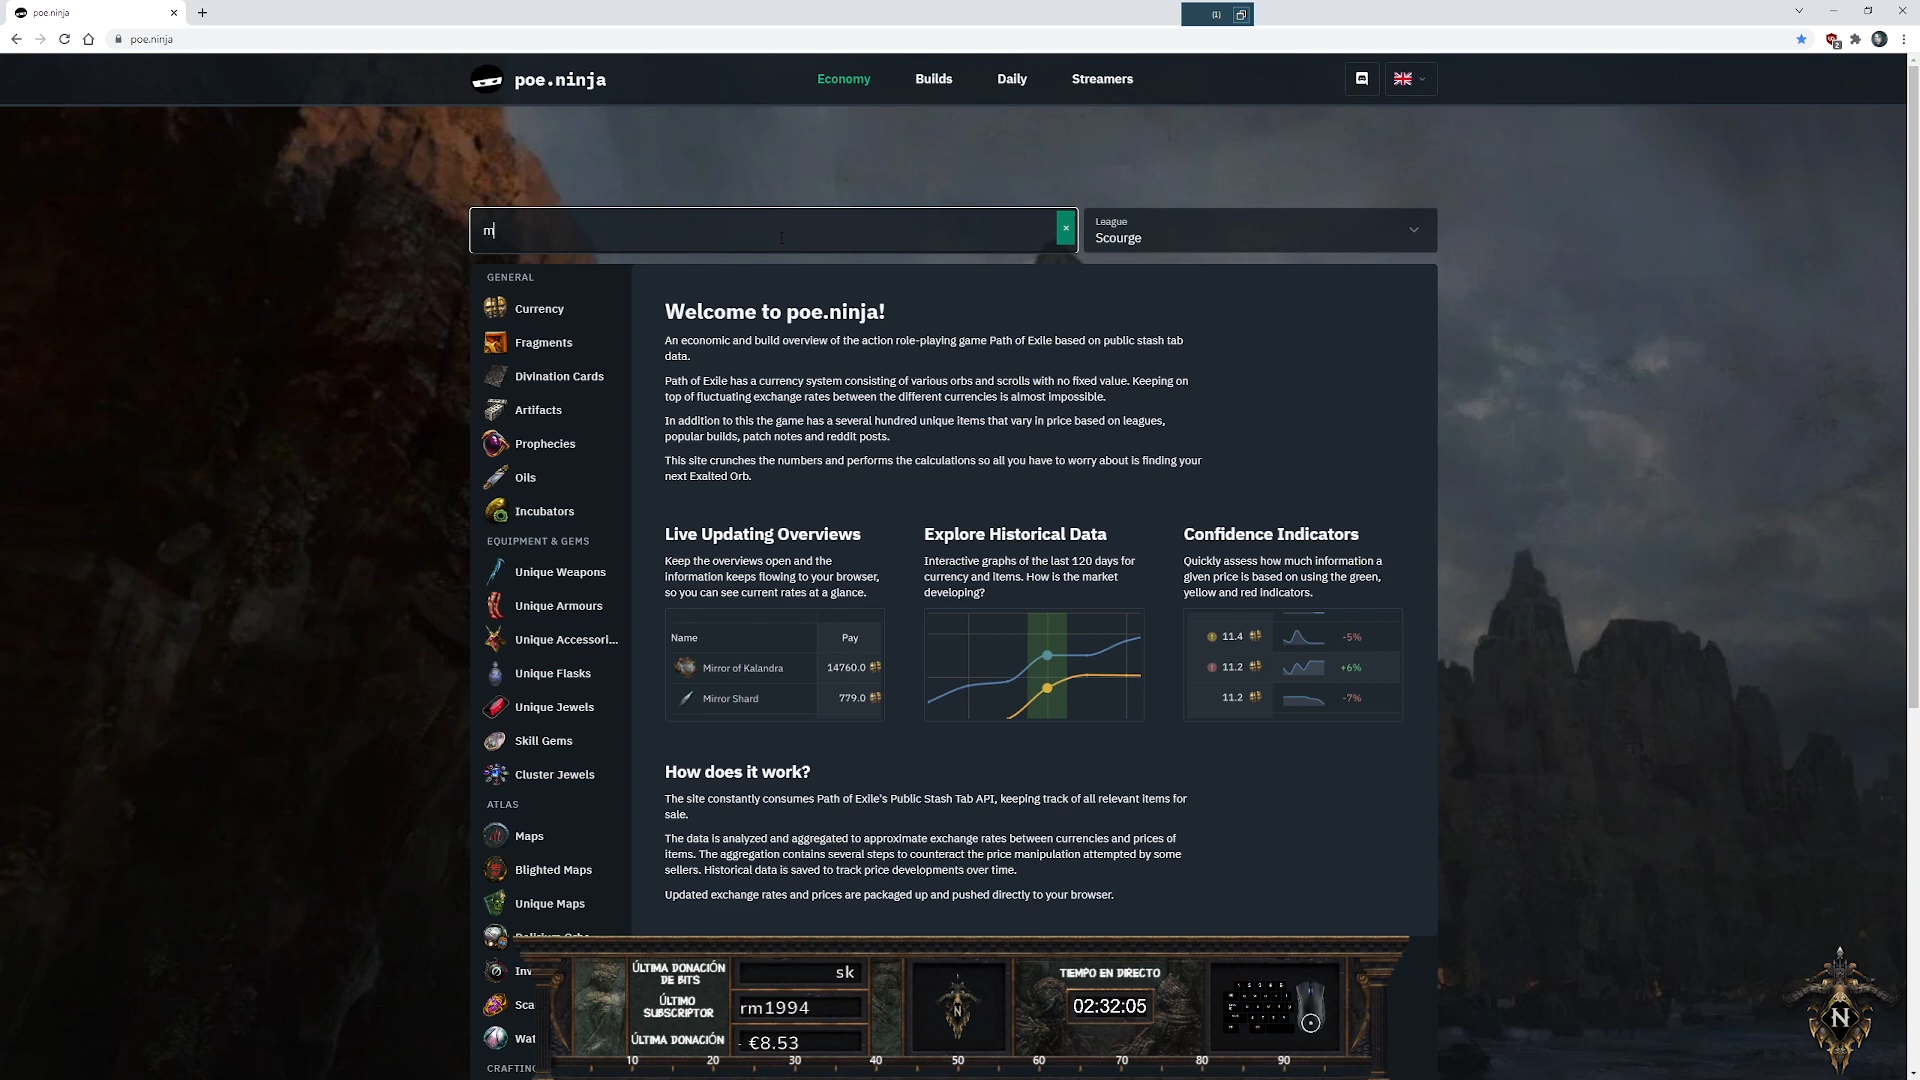 poe.ninja
(1)
poe.ninja
2
poe.ninja
Economy
Builds
Daily
Streamers
m
×
League
Scourge
GENERAL
Currency
Fragments
Divination Cards
Artifacts
Prophecies
Oils
Incubators
EQUIPMENT & GEMS
Unique Weapons
Unique Armours
Unique Accessori...
Unique Flasks
Unique Jewels
Skill Gems
Cluster Jewels
ATLAS
Maps
Blighted Maps
Unique Maps
Delirium Orbs
Inv
Sca
Wat
CRAFTING
Welcome to poe.ninja!
An economic and build overview of the action role-playing game Path of Exile based on public stash tab
data.
Path of Exile has a currency system consisting of various orbs and scrolls with no fixed value. Keeping on
top of fluctuating exchange rates between the different currencies is almost impossible.
In addition to this the game has a several hundred unique items that vary in price based on leagues,
popular builds, patch notes and reddit posts.
This site crunches the numbers and performs the calculations so all you have to worry about is finding your
next Exalted Orb.
Live Updating Overviews
Keep the overviews open and the
information keeps flowing to your browser,
so you can see current rates at a glance.
Name
Pay
Mirror of Kalandra
14760.0
Mirror Shard
779.0
Explore Historical Data
Interactive graphs of the last 120 days for
currency and items. How is the market
developing?
Confidence Indicators
Quickly assess how much information a
given price is based on using the green,
yellow and red indicators.
11.4
-5%
11.2
+6%
11.2
-7%
How does it work?
The site constantly consumes Path of Exile's Public Stash Tab API, keeping track of all relevant items for
sale.
The data is analyzed and aggregated to approximate exchange rates between currencies and prices of
items. The aggregation contains several steps to counteract the price manipulation attempted by some
sellers. Historical data is saved to track price developments over time.
Updated exchange rates and prices are packaged up and pushed directly to your browser.
ÚLTIMA DONACIÓN
DE BITS
sk
ÚLTIMO
SUBSCRIPTOR
rm1994
ÚLTIMA DONACIÓN
- €8.53
N
TIEMPO EN DIRECTO
02:32:05
10 20 30 40 50 60 70 80 90
N